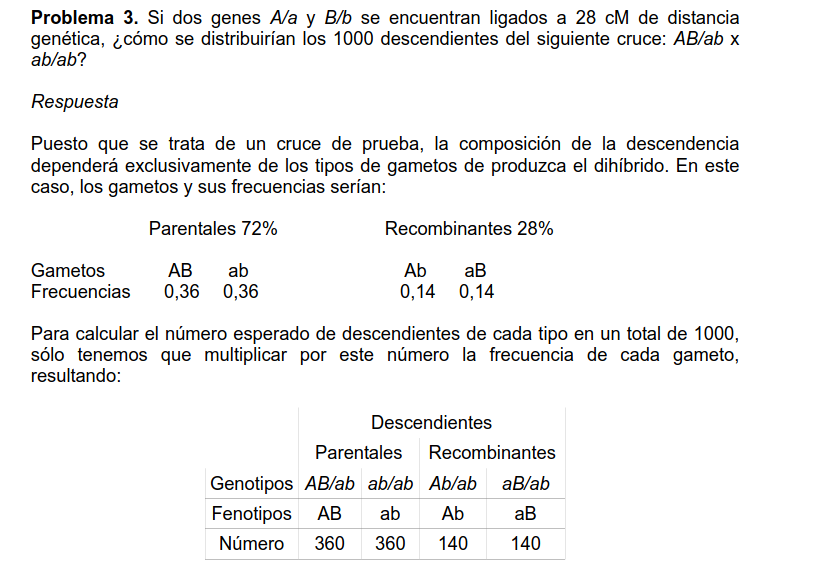 Problema 3. Si dos genes A/a y B/b se encuentran ligados a 28 cM de distancia
genética, ¿cómo se distribuirían los 1000 descendientes del siguiente cruce: AB/ab x
ab/ab?
Respuesta
Puesto que se trata de un cruce de prueba, la composición de la descendencia
dependerá exclusivamente de los tipos de gametos de produzca el dihíbrido. En este
caso, los gametos y sus frecuencias serían:
Parentales 72% Recombinantes 28%
Gametos AB ab Ab aB
Frecuencias 0,36 0,36 0,14 0,14
Para calcular el número esperado de descendientes de cada tipo en un total de 1000,
sólo tenemos que multiplicar por este número la frecuencia de cada gameto,
resultando:
Descendientes
Parentales Recombinantes
Genotipos AB/ab ab/ab Ab/ab aB/ab
Fenotipos AB ab Ab aB
Número 360 360 140 140